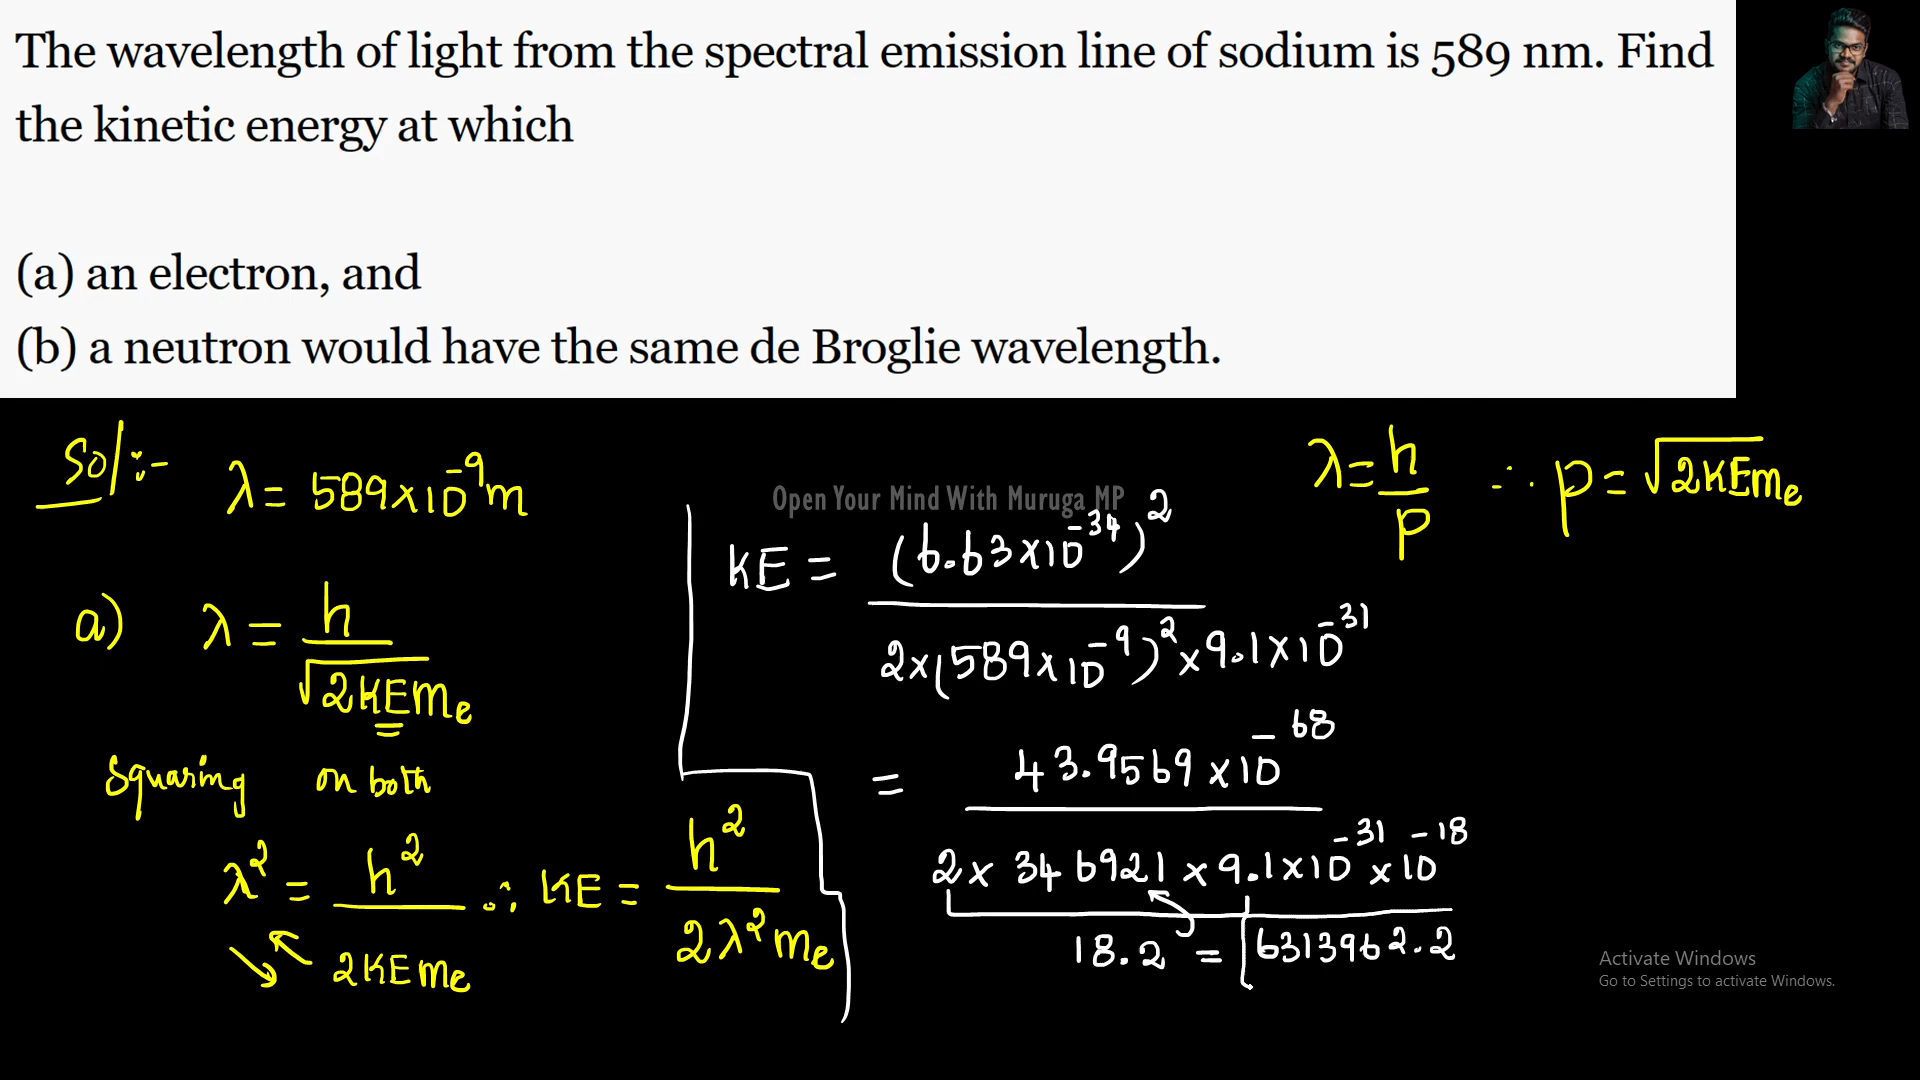 The wavelength of light from the spectral emission line of sodium is 589 nm. Find
the kinetic energy at which
(a) an electron, and
(b) a neutron would have the same de Broglie wavelength.
Sol:-
λ = 589×10⁻⁹m
a) λ = h / √2KEmₑ
Squaring on both
λ² = h² / 2KEmₑ ∴ KE = h² / 2λ²mₑ
Open Your Mind With Muruga MP
KE = (6.63×10⁻³⁴)² / 2×(589×10⁻⁹)²×9.1×10⁻³¹
= 43.9569×10⁻⁶⁸ / 2×346921×9.1×10⁻³¹×10⁻¹⁸
18.2 = 6313962.2
λ = h / p ∴ p = √2KEmₑ
Activate Windows
Go to Settings to activate Windows.